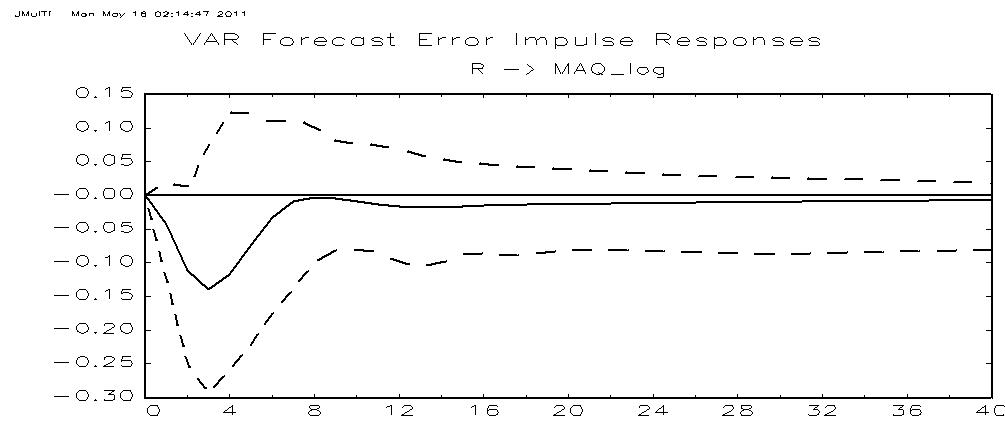 JMulTi Mon May 16 02:14:47 2011
VAR Forecast Error Impulse Responses
R -> MAQ_log
0.15
0.10
0.05
-0.00
-0.05
-0.10
-0.15
-0.20
-0.25
-0.30
0 4 8 12 16 20 24 28 32 36 40